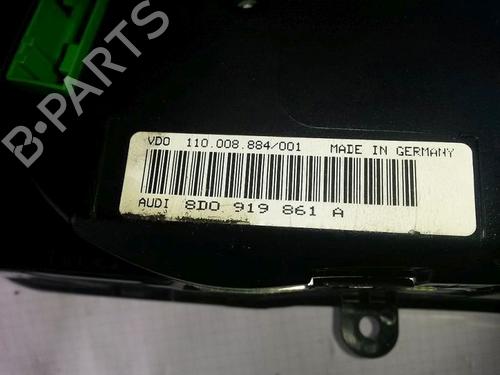 B-PARTS
VDO 110.008.884/001 MADE IN GERMANY
AUDI 8D0 919 861 A